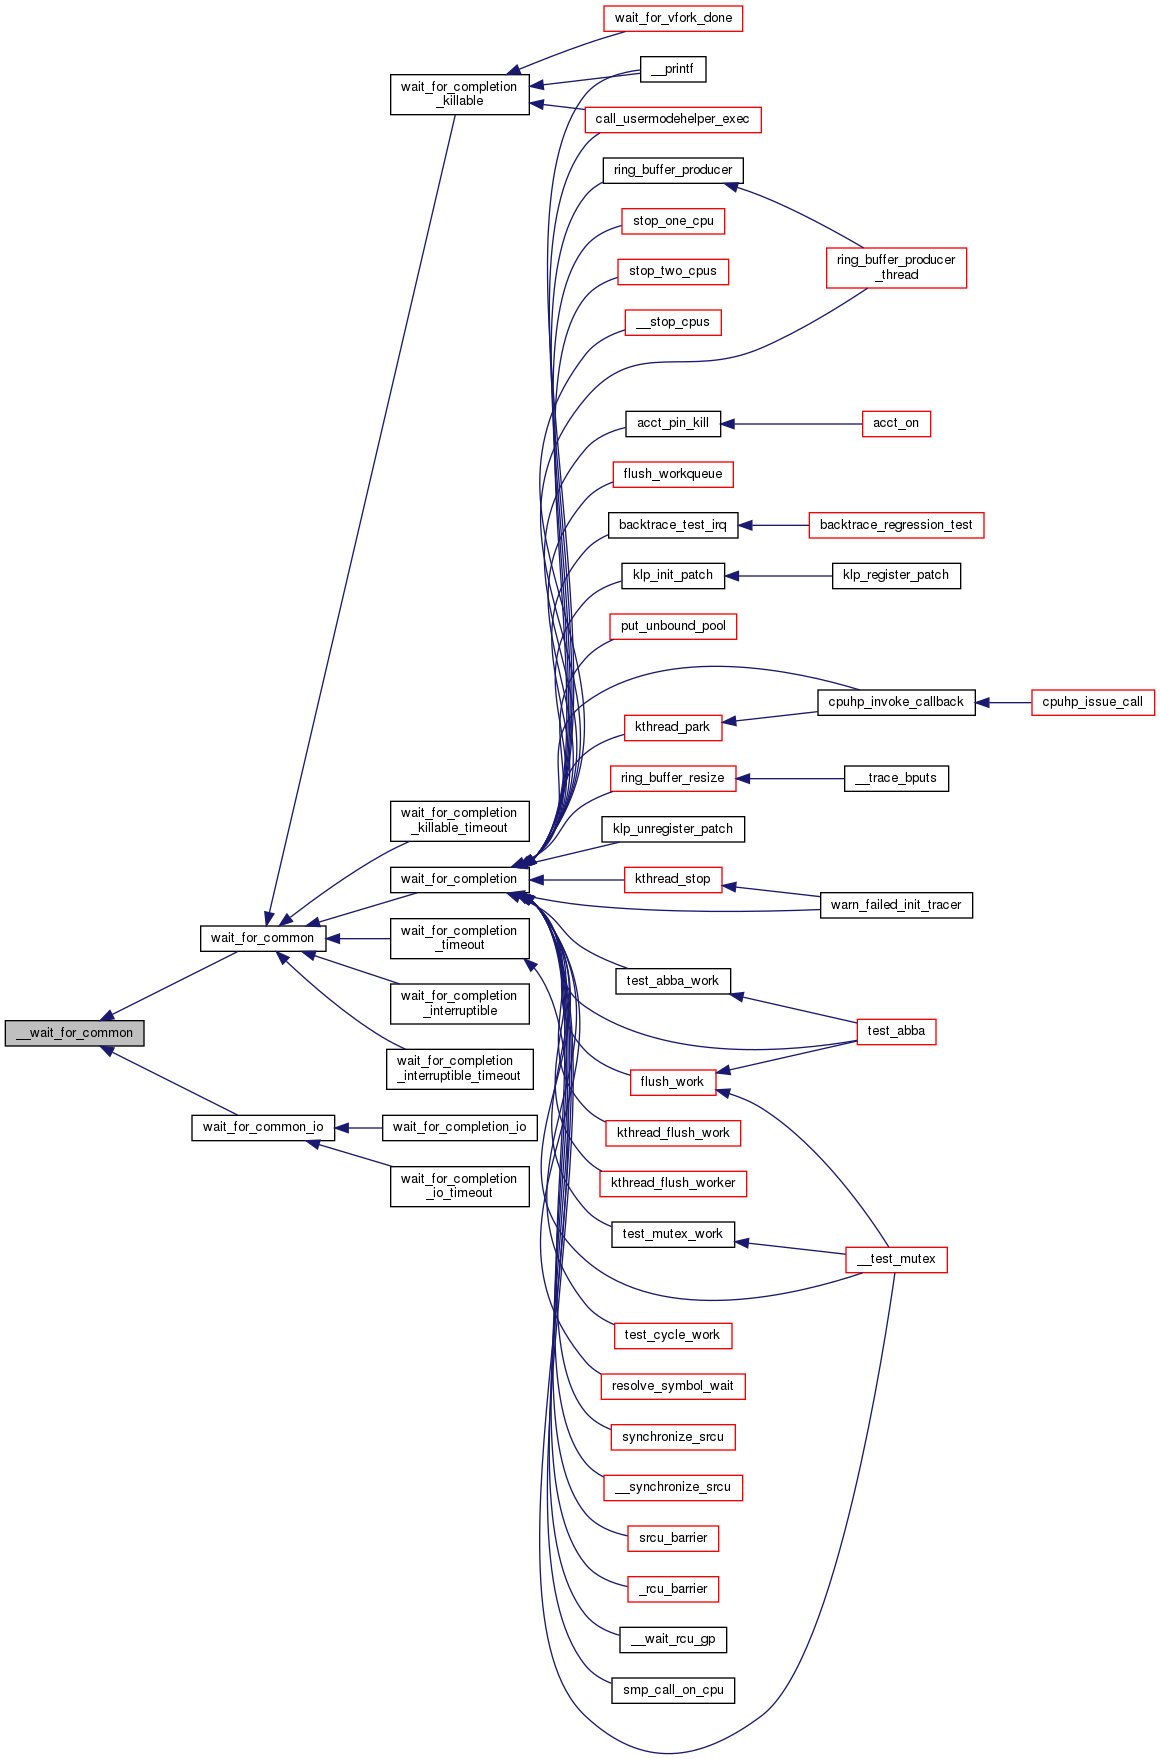 wait_for_vfork_done
__printf
wait_for_completion
_killable
call_usermodehelper_exec
ring_buffer_producer
stop_one_cpu
ring_buffer_producer
_thread
stop_two_cpus
__stop_cpus
acct_pin_kill
acct_on
flush_workqueue
backtrace_test_irq
backtrace_regression_test
klp_init_patch
klp_register_patch
put_unbound_pool
cpuhp_invoke_callback
cpuhp_issue_call
kthread_park
ring_buffer_resize
__trace_bputs
wait_for_completion
_killable_timeout
klp_unregister_patch
wait_for_completion
kthread_stop
warn_failed_init_tracer
wait_for_common
wait_for_completion
_timeout
test_abba_work
wait_for_completion
_interruptible
__wait_for_common
test_abba
wait_for_completion
_interruptible_timeout
flush_work
wait_for_common_io
wait_for_completion_io
kthread_flush_work
wait_for_completion
_io_timeout
kthread_flush_worker
test_mutex_work
__test_mutex
test_cycle_work
resolve_symbol_wait
synchronize_srcu
__synchronize_srcu
srcu_barrier
_rcu_barrier
__wait_rcu_gp
smp_call_on_cpu